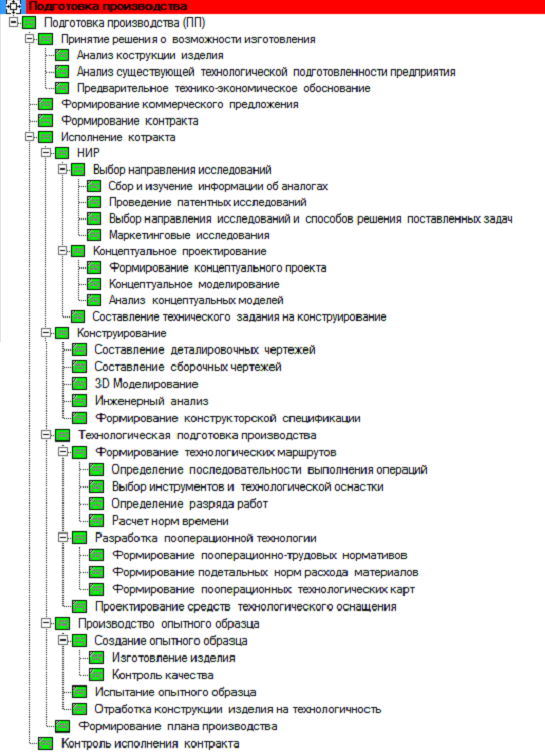 Подготовка производства
Подготовка производства (ПП)
Принятие решения о возможности изготовления
Анализ кострукции изделия
Анализ существующей технологической подготовленности предприятия
Предварительное технико-экономическое обоснование
Формирование коммерческого предложения
Формирование контракта
Исполнение котракта
НИР
Выбор направления исследований
Сбор и изучение информации об аналогах
Проведение патентных исследований
Выбор направления исследований и способов решения поставленных задач
Маркетинговые исследования
Концептуальное проектирование
Формирование концептуального проекта
Концептуальное моделирование
Анализ концептуальных моделей
Составление технического задания на конструирование
Конструирование
Составление деталировочных чертежей
Составление сборочных чертежей
3D Моделирование
Инженерный анализ
Формирование конструкторской спецификации
Технологическая подготовка производства
Формирование технологических маршрутов
Определение последовательности выполнения операций
Выбор инструментов и технологической оснастки
Определение разряда работ
Расчет норм времени
Разработка пооперационной технологии
Формирование пооперационно-трудовых нормативов
Формирование подетальных норм расхода материалов
Формирование пооперационных технологических карт
Проектирование средств технологического оснащения
Производство опытного образца
Создание опытного образца
Изготовление изделия
Контроль качества
Испытание опытного образца
Отработка конструкции изделия на технологичность
Формирование плана производства
Контроль исполнения контракта